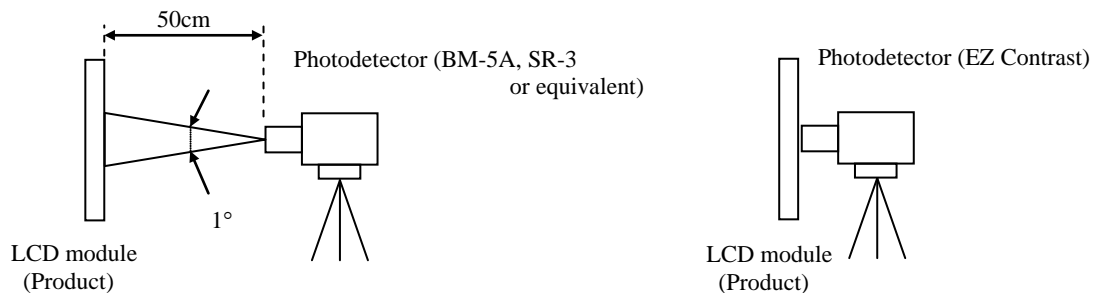 50cm
Photodetector (BM-5A, SR-3
or equivalent)
1°
LCD module
(Product)
Photodetector (EZ Contrast)
LCD module
(Product)